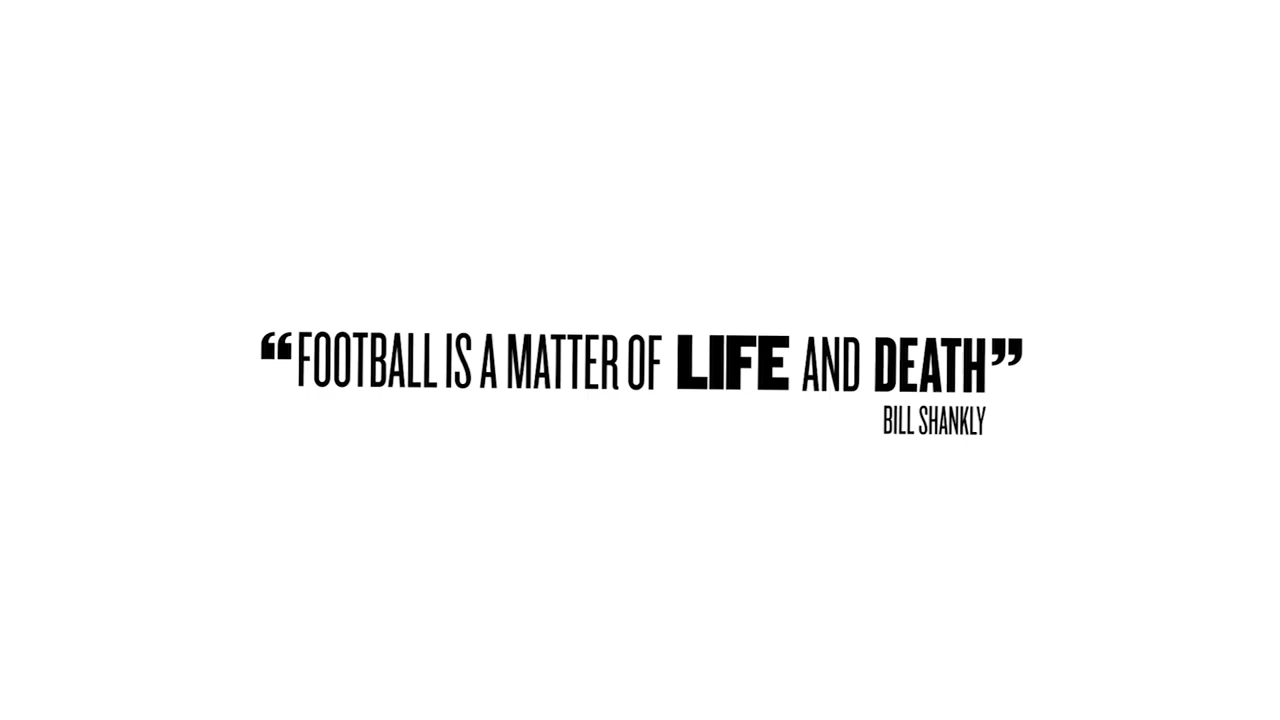 “FOOTBALL IS A MATTER OF LIFE AND DEATH”
BILL SHANKLY